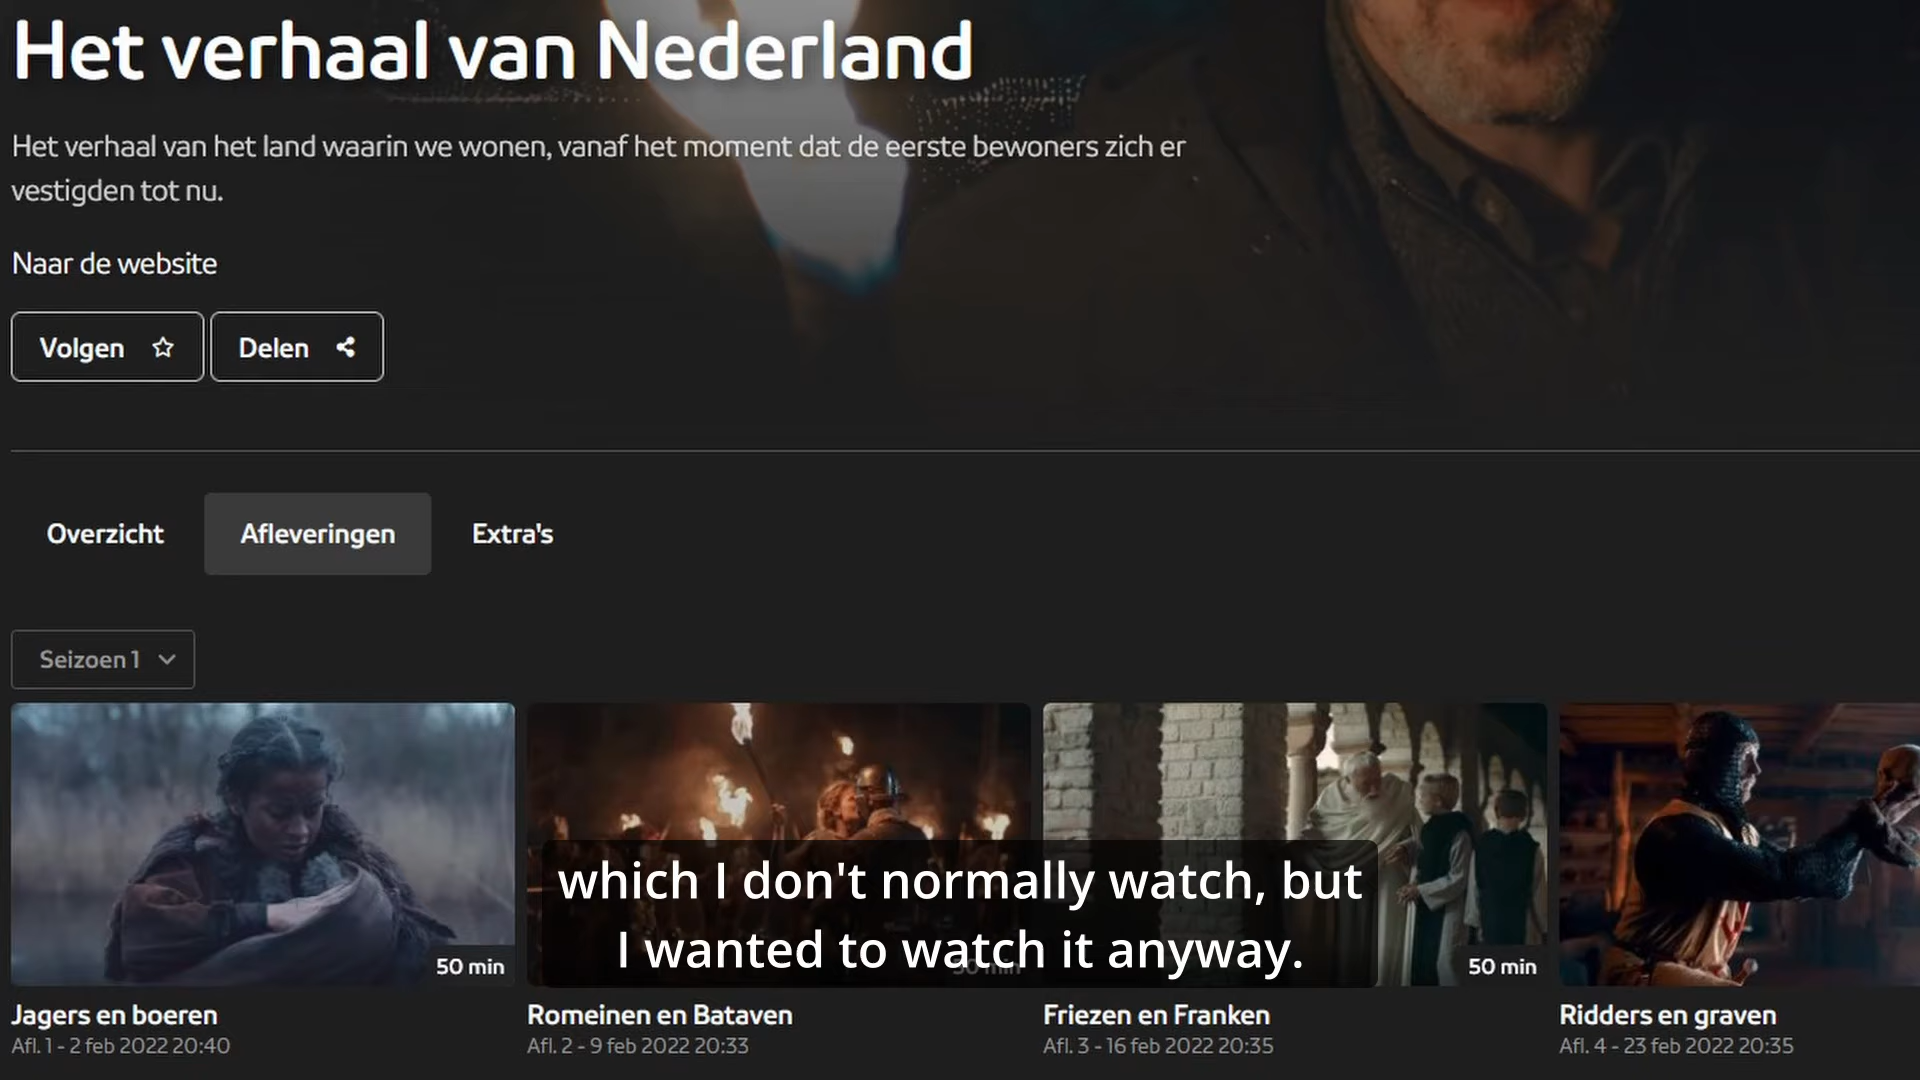 Het verhaal van Nederland
Het verhaal van het land waarin we wonen, vanaf het moment dat de eerste bewoners zich er
vestigden tot nu.
Naar de website
Volgen
Delen
Overzicht
Afleveringen
Extra's
Seizoen 1
50 min
50 min
50 min
which I don't normally watch, but
I wanted to watch it anyway.
Jagers en boeren
Afl. 1 - 2 feb 2022 20:40
Romeinen en Bataven
Afl. 2 - 9 feb 2022 20:33
Friezen en Franken
Afl. 3 - 16 feb 2022 20:35
Ridders en graven
Afl. 4 - 23 feb 2022 20:35